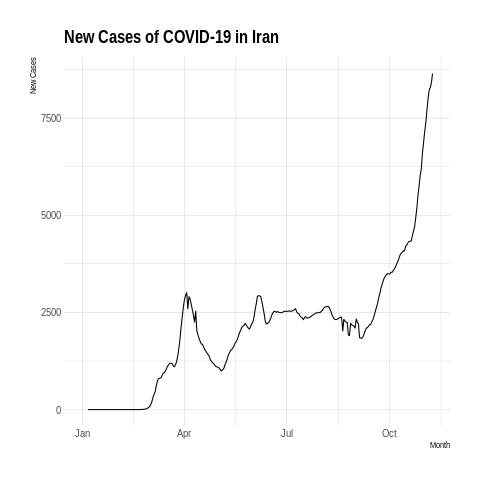 New Cases of COVID-19 in Iran
New Cases
7500
5000
2500
0
Jan Apr Jul Oct
Month